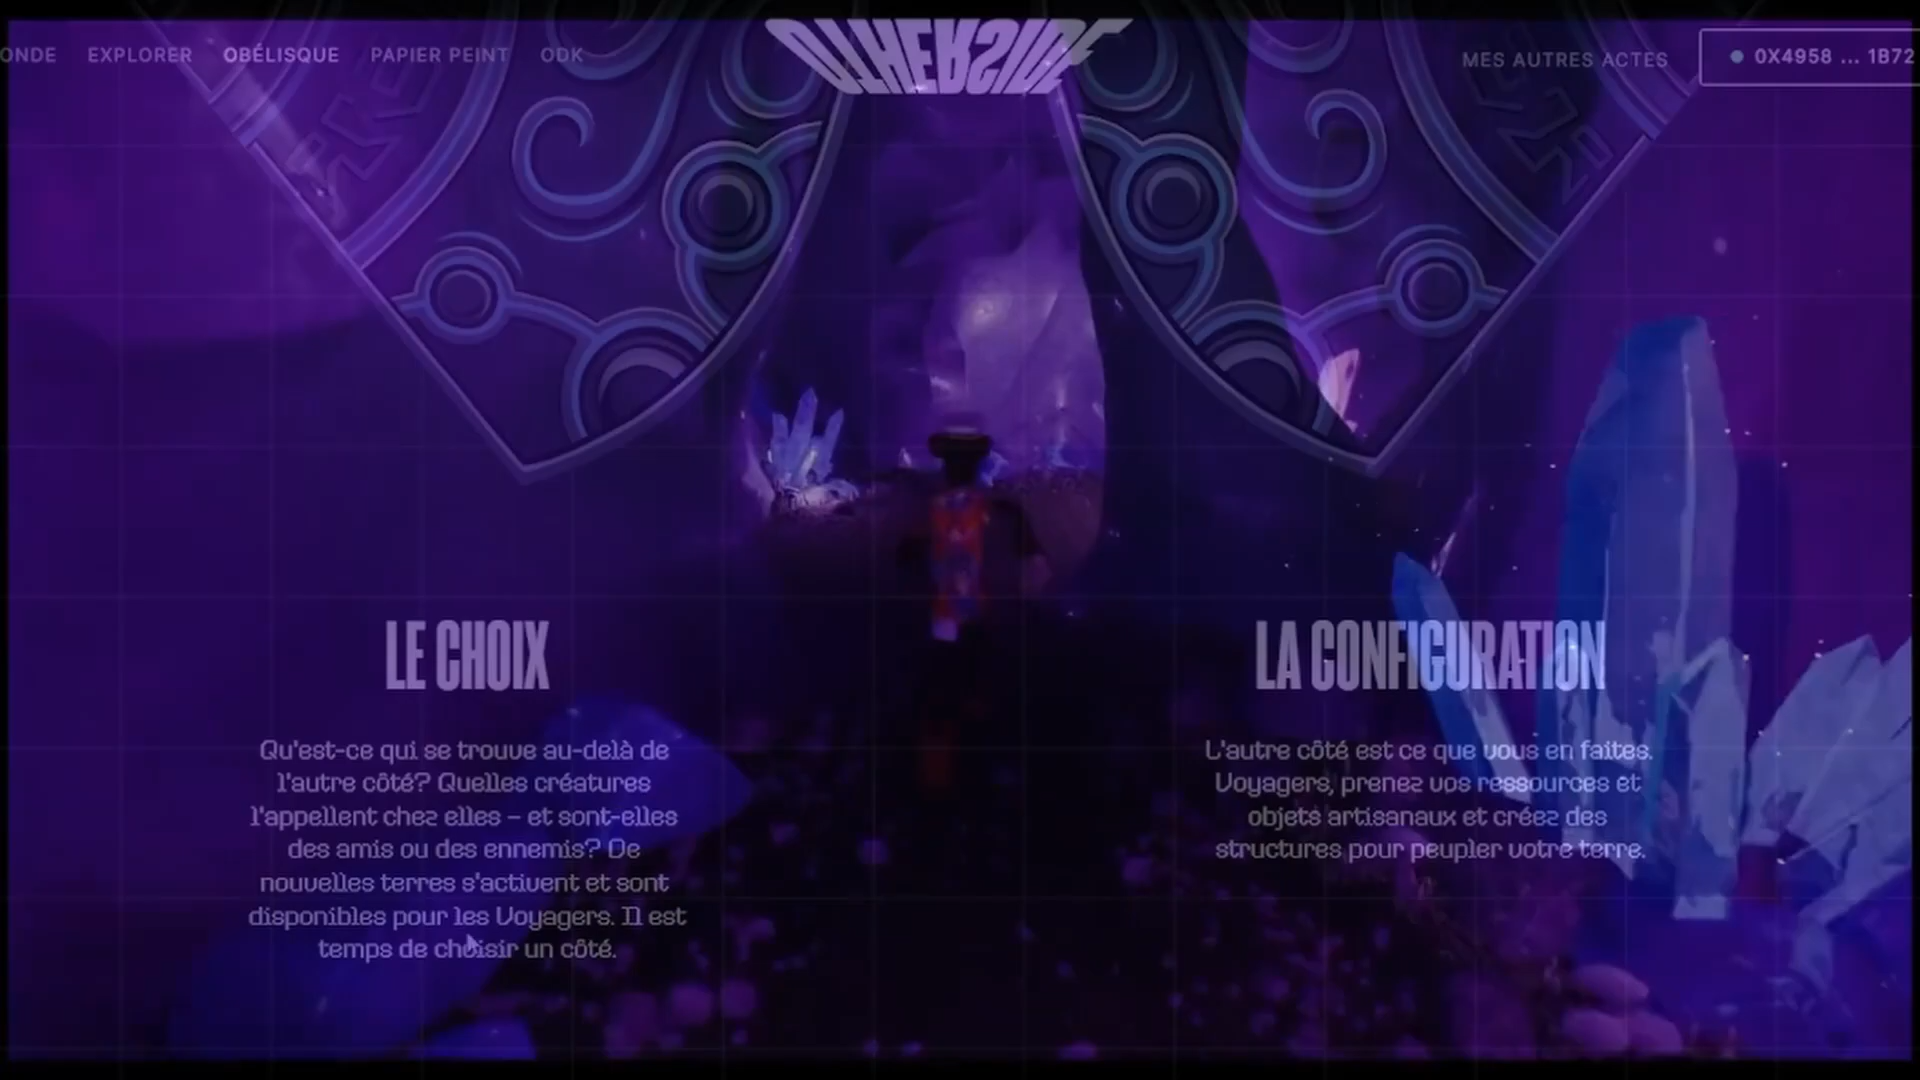 ONDE EXPLORER OBÉLISQUE PAPIER PEINT ODK
OTHERSIDE
MES AUTRES ACTES
0X4958 ... 1B72
LE CHOIX
Qu'est-ce qui se trouve au-delà de
l'autre côté? Quelles créatures
l'appellent chez elles – et sont-elles
des amis ou des ennemis? De
nouvelles terres s'activent et sont
disponibles pour les Voyagers. Il est
temps de choisir un côté.
LA CONFIGURATION
L'autre côté est ce que vous en faites.
Voyagers, prenez vos ressources et
objets artisanaux et créez des
structures pour peupler votre terre.